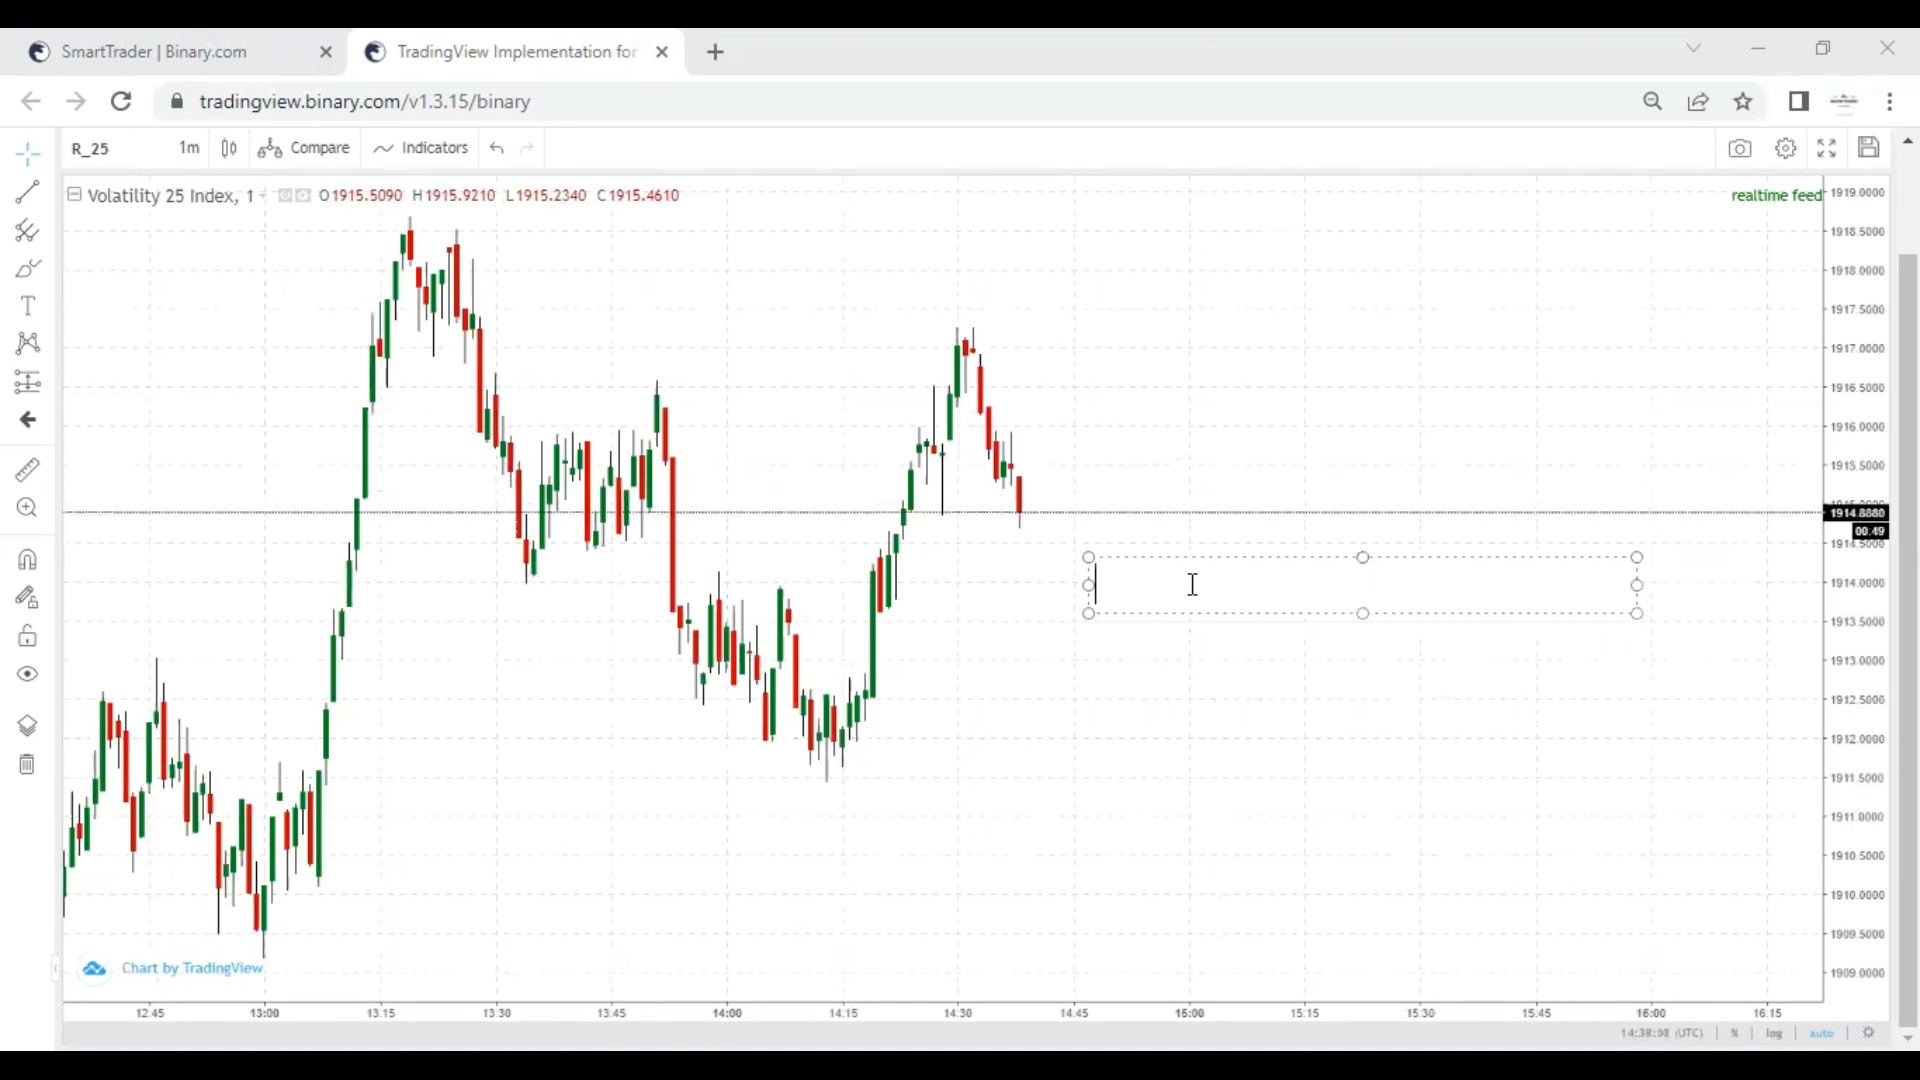 SmartTrader | Binary.com
TradingView Implementation for
tradingview.binary.com/v1.3.15/binary
R_25 1m Compare Indicators
Volatility 25 Index, 1 O1915.5090 H1915.9210 L1915.2340 C1915.4610
realtime feed
1919.0000
1918.5000
1918.0000
1917.5000
1917.0000
1916.5000
1916.0000
1915.5000
1914.8880
00:49
1914.5000
1914.0000
1913.5000
1913.0000
1912.5000
1912.0000
1911.5000
1911.0000
1910.5000
1910.0000
1909.5000
1909.0000
Chart by TradingView
12:45 13:00 13:15 13:30 13:45 14:00 14:15 14:30 14:45 15:00 15:15 15:30 15:45 16:00 16:15
(UTC) % log auto